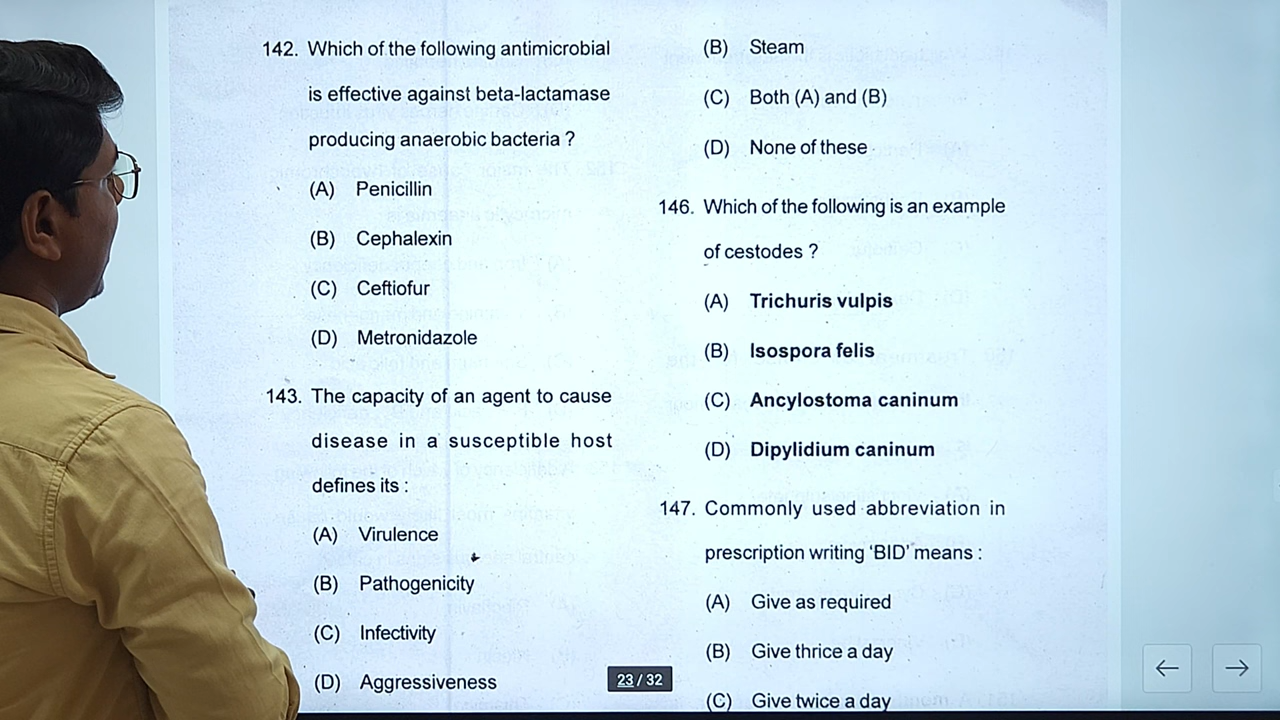 142. Which of the following antimicrobial
is effective against beta-lactamase
producing anaerobic bacteria ?
(A) Penicillin
(B) Cephalexin
(C) Ceftiofur
(D) Metronidazole
143. The capacity of an agent to cause
disease in a susceptible host
defines its :
(A) Virulence
(B) Pathogenicity
(C) Infectivity
(D) Aggressiveness
(B) Steam
(C) Both (A) and (B)
(D) None of these
146. Which of the following is an example
of cestodes ?
(A) Trichuris vulpis
(B) Isospora felis
(C) Ancylostoma caninum
(D) Dipylidium caninum
147. Commonly used abbreviation in
prescription writing ‘BID’ means :
(A) Give as required
(B) Give thrice a day
(C) Give twice a day
23 / 32